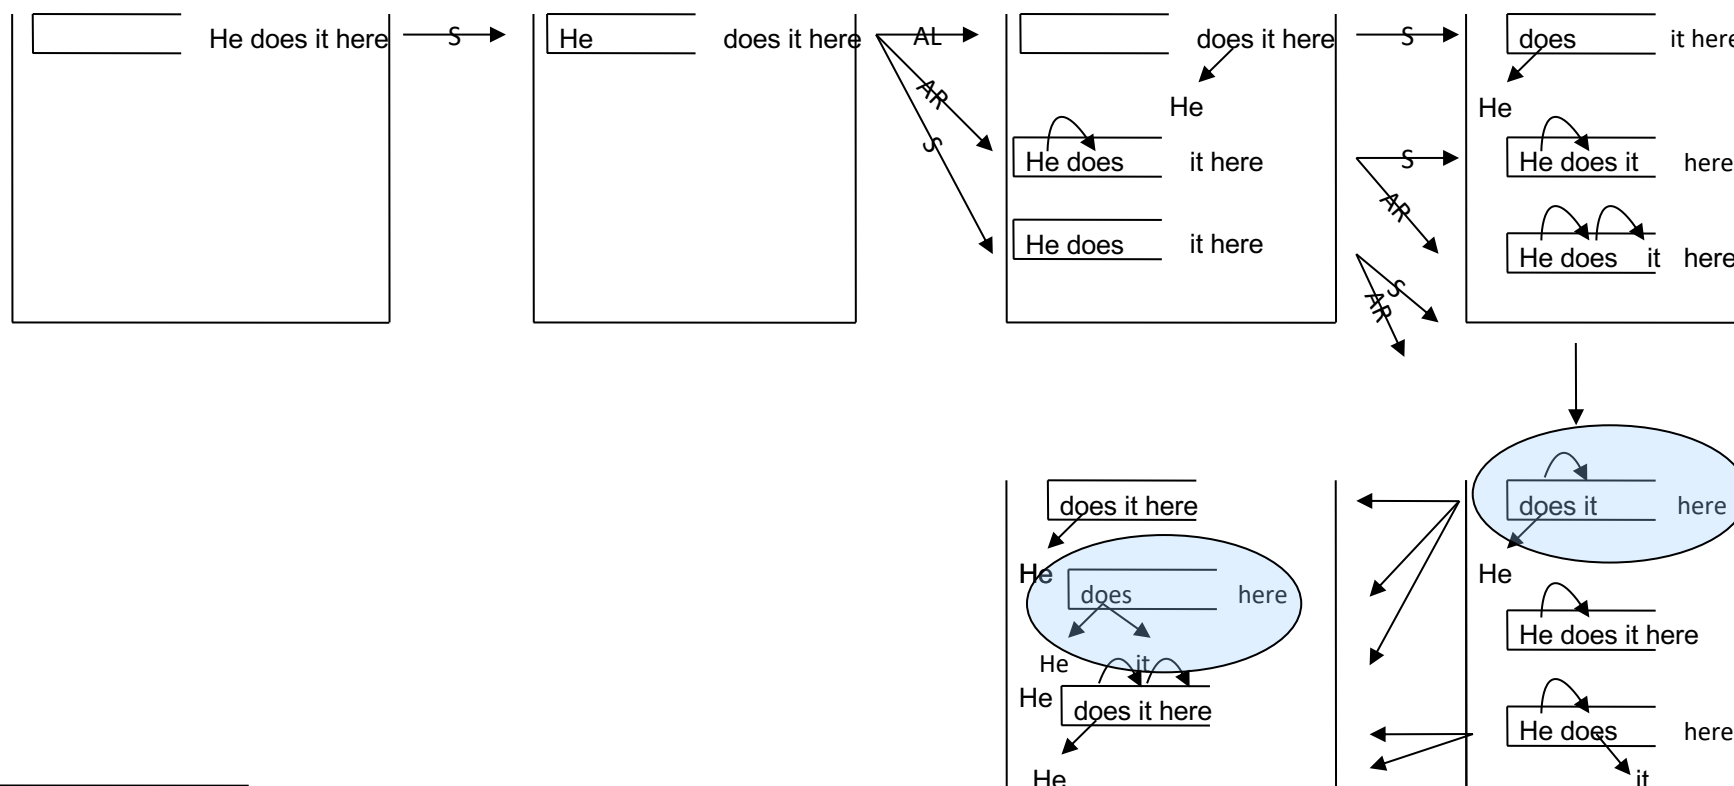 He does it here
S
He
does it here
AL
AR
S
does it here
He
He does
it here
He does
it here
S
S
AR
S
AR
does
it here
He
He does it
here
He does
it
here
does it here
He
does
here
He
it
He
does it here
He
does it
here
He
He does it here
He does
here
it